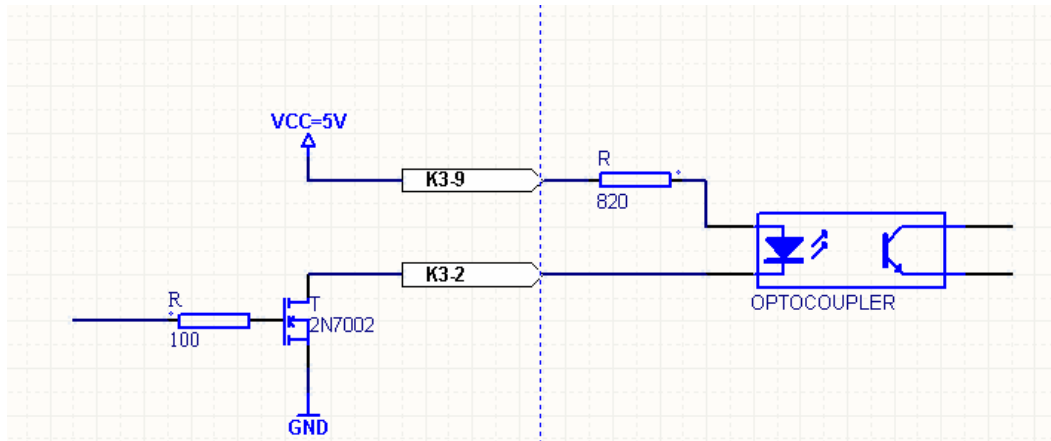 VCC=5V
K3-9
R
820
K3-2
OPTOCOUPLER
R
100
T
2N7002
GND